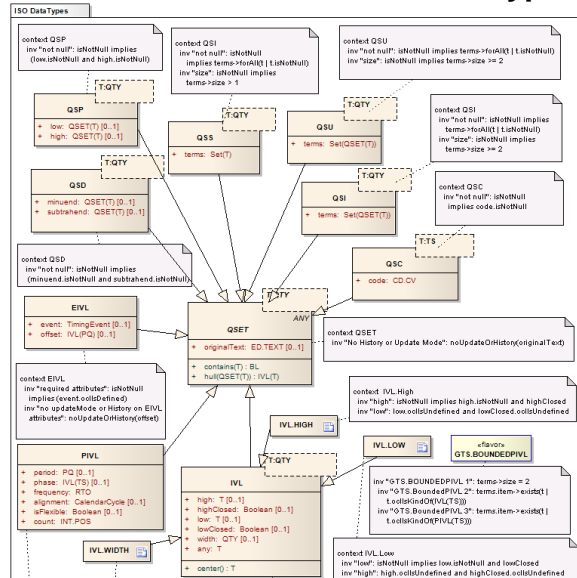 ISO DataTypes
context QSP
inv "not null": isNotNull implies
(low.isNotNull and high.isNotNull)
context QSI
inv "not null": isNotNull
implies terms->forAll(t | t.isNotNull)
inv "size": isNotNull implies
terms->size > 1
context QSU
inv "not null": isNotNull implies terms->forAll(t | t.isNotNull)
inv "size": isNotNull implies terms->size >= 2
context QSI
inv "not null": isNotNull implies
terms->forAll(t | t.isNotNull)
inv "size": isNotNull implies
terms->size >= 2
T:QTY
QSP
+ low: QSET(T) [0..1]
+ high: QSET(T) [0..1]
T:QTY
QSS
+ terms: Set(T)
T:QTY
QSU
+ terms: Set(QSET(T))
T:QTY
QSD
+ minuend: QSET(T) [0..1]
+ subtrahend: QSET(T) [0..1]
T:QTY
QSI
+ terms: Set(QSET(T))
context QSC
inv "not null": isNotNull
implies code.isNotNull
T:TS
QSC
+ code: CD.CV
context QSD
inv "not null": isNotNull implies
(minuend.isNotNull and subtrahend.isNotNull)
EIVL
+ event: TimingEvent [0..1]
+ offset: IVL(PQ) [0..1]
T:QTY
ANY
QSET
+ originalText: ED.TEXT [0..1]
+ contains(T) : BL
+ hull(QSET(T)) : IVL(T)
context QSET
inv "No History or Update Mode": noUpdateOrHistory(originalText)
context EIVL
inv "required attributes": isNotNull
implies (event.oclIsDefined)
inv "no updateMode or History on EIVL
attributes": noUpdateOrHistory(offset)
context IVL.High
inv "high": isNotNull implies high.isNotNull and highClosed
inv "low": low.oclIsUndefined and lowClosed.oclIsUndefined
IVL.HIGH
IVL.LOW
«flavor»
GTS.BOUNDEDPIVL
PIVL
+ period: PQ [0..1]
+ phase: IVL(TS) [0..1]
+ frequency: RTO
+ alignment: CalendarCycle [0..1]
+ isFlexible: Boolean [0..1]
+ count: INT.POS
T:QTY
IVL
+ high: T [0..1]
+ highClosed: Boolean [0..1]
+ low: T [0..1]
+ lowClosed: Boolean [0..1]
+ width: QTY [0..1]
+ any: T
+ center() : T
inv "GTS.BOUNDEDPIVL 1": terms->size = 2
inv "GTS.BOUNDEDPIVL 2": terms.item->exists(t |
t.oclIsKindOf(IVL(TS)))
inv "GTS.BOUNDEDPIVL 3": terms.item->exists(t |
t.oclIsKindOf(PIVL(TS)))
IVL.WIDTH
context IVL.Low
inv "low": isNotNull implies low.isNotNull and lowClosed
inv "high": high.oclIsUndefined and highClosed.oclIsUndefined